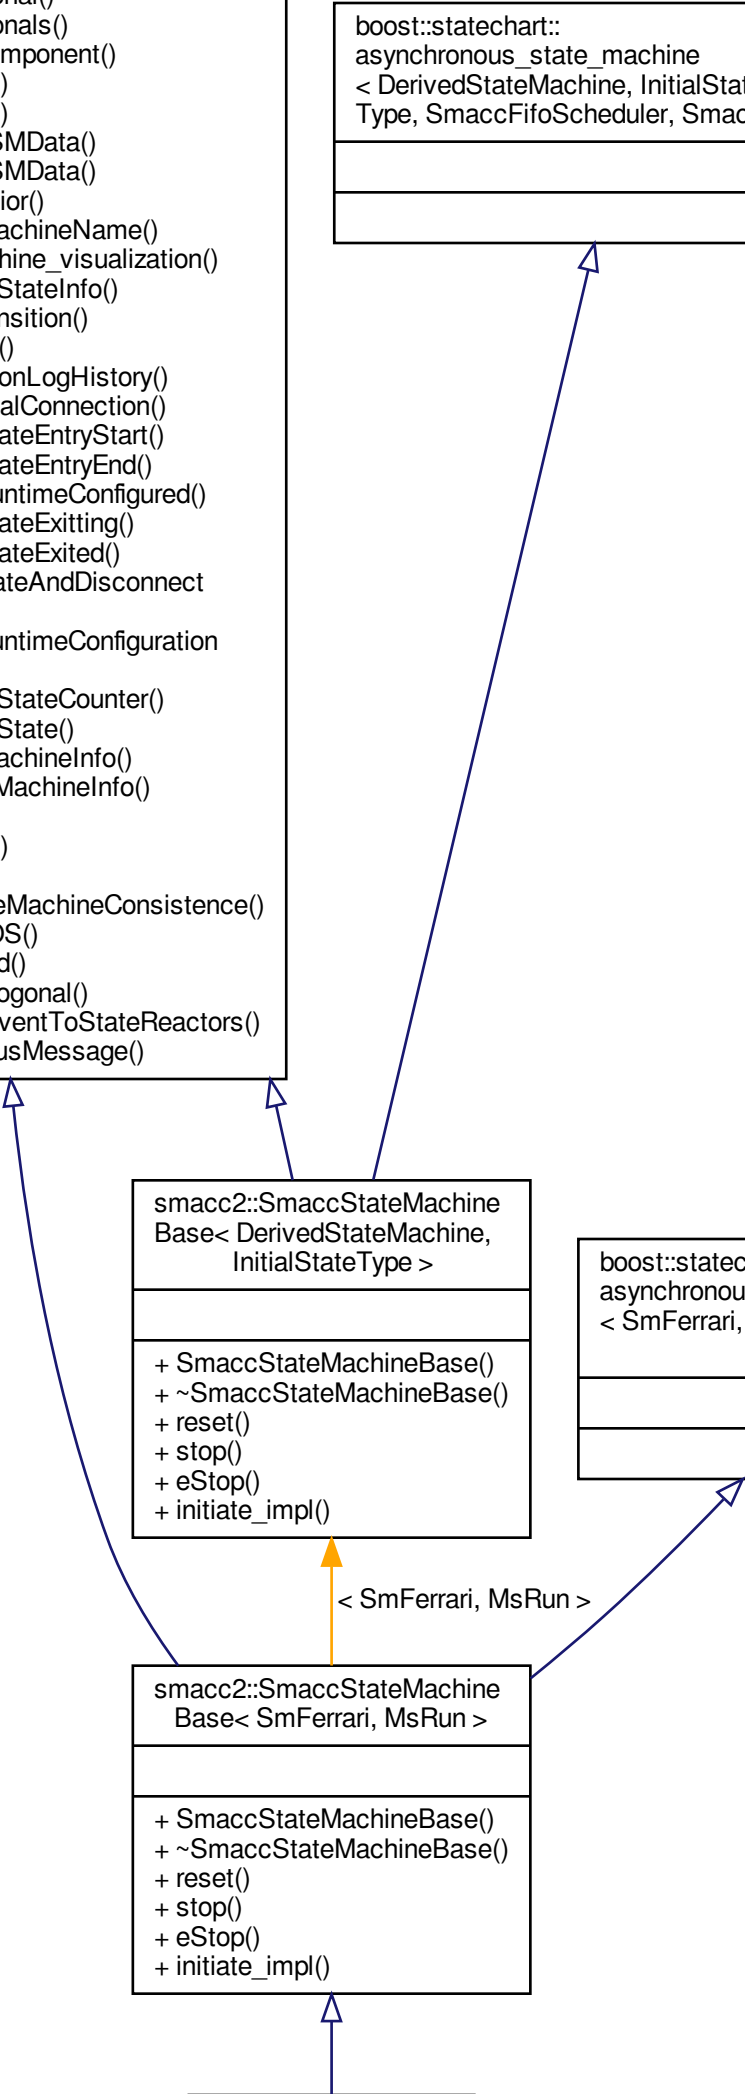 onals()
mponent()
)
)
SMData()
SMData()
ior()
achineName()
hine_visualization()
StateInfo()
nsition()
()
onLogHistory()
alConnection()
ateEntryStart()
ateEntryEnd()
untimeConfigured()
ateExitting()
ateExited()
ateAndDisconnect
untimeConfiguration
StateCounter()
State()
achineInfo()
MachineInfo()
)
eMachineConsistence()
OS()
d()
ogonal()
ventToStateReactors()
usMessage()
boost::statechart::
asynchronous_state_machine
< DerivedStateMachine, InitialStat
Type, SmaccFifoScheduler, Smac
smacc2::SmaccStateMachine
Base< DerivedStateMachine,
InitialStateType >
+ SmaccStateMachineBase()
+ ~SmaccStateMachineBase()
+ reset()
+ stop()
+ eStop()
+ initiate_impl()
boost::statec
asynchronou
< SmFerrari,
< SmFerrari, MsRun >
smacc2::SmaccStateMachine
Base< SmFerrari, MsRun >
+ SmaccStateMachineBase()
+ ~SmaccStateMachineBase()
+ reset()
+ stop()
+ eStop()
+ initiate_impl()